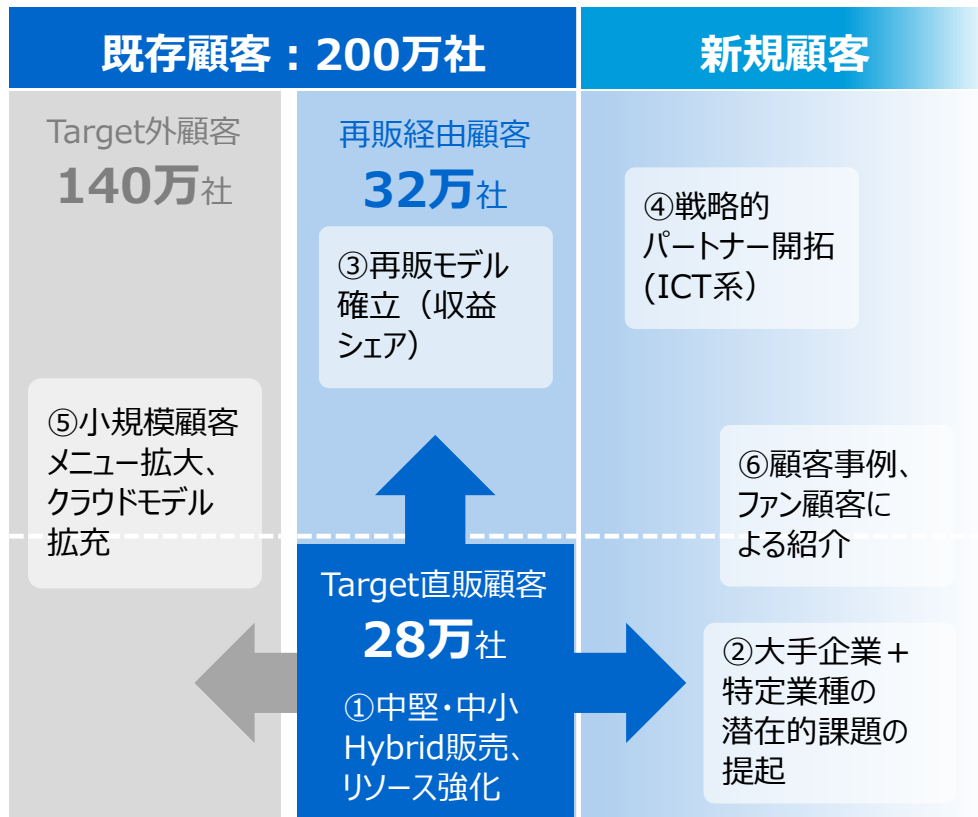 既存顧客：200万社
新規顧客
Target外顧客
140万社
再販経由顧客
32万社
④戦略的
パートナー開拓
(ICT系）
③再販モデル
確立（収益
シェア）
⑤小規模顧客
メニュー拡大、
クラウドモデル
拡充
⑥顧客事例、
ファン顧客に
よる紹介
Target直販顧客
28万社
①中堅・中小
Hybrid販売、
リソース強化
②大手企業＋
特定業種の
潜在的課題の
提起